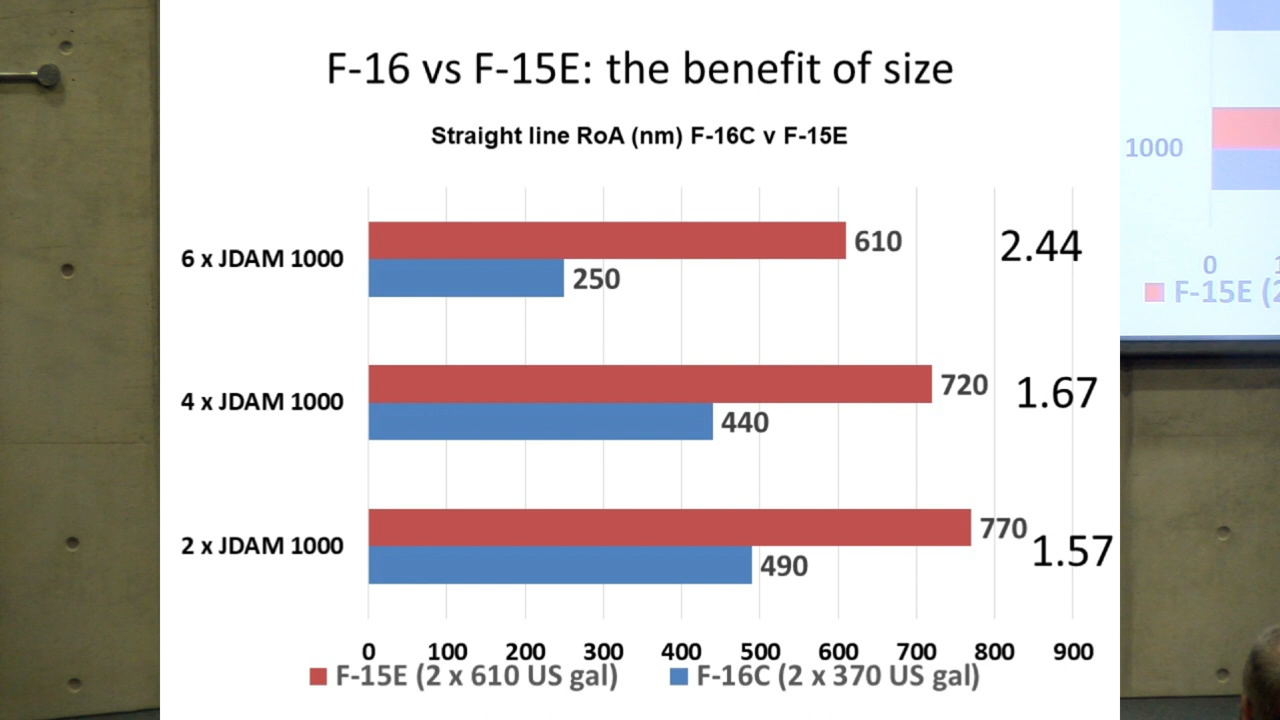 F-16 vs F-15E: the benefit of size
Straight line RoA (nm) F-16C v F-15E
6 x JDAM 1000
610
250
2.44
4 x JDAM 1000
720
440
1.67
2 x JDAM 1000
770
490
1.57
0 100 200 300 400 500 600 700 800 900
F-15E (2 x 610 US gal) F-16C (2 x 370 US gal)
1000
0
F-15E (2